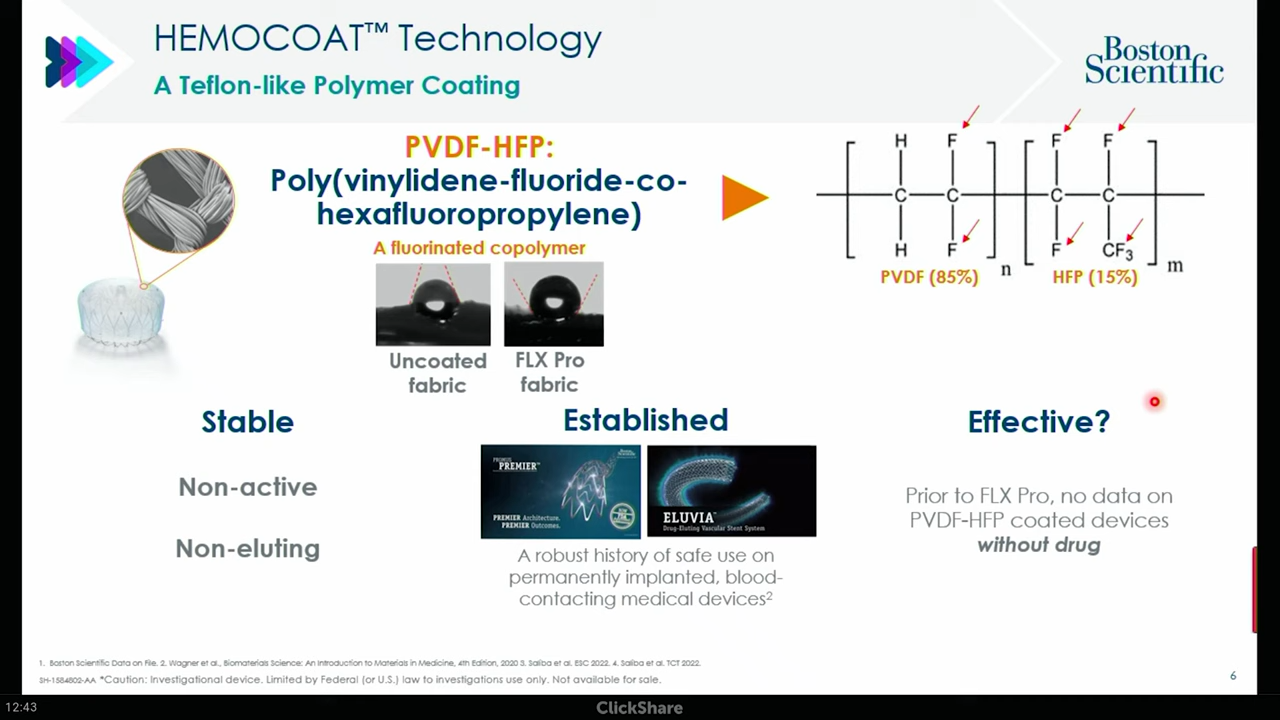 HEMOCOAT™ Technology
A Teflon-like Polymer Coating
Boston
Scientific
PVDF-HFP:
Poly(vinylidene-fluoride-co-
hexafluoropropylene)
A fluorinated copolymer
Uncoated
fabric
FLX Pro
fabric
H F F F
C C C C
H F F CF₃
n m
PVDF (85%) HFP (15%)
Stable
Non-active
Non-eluting
Established
PREMIER™
PREMIER Architecture.
PREMIER Outcomes.
ELUVIA™
Drug-Eluting Vascular Stent System
A robust history of safe use on
permanently implanted, blood-
contacting medical devices²
Effective?
Prior to FLX Pro, no data on
PVDF-HFP coated devices
without drug
1. Boston Scientific Data on File. 2. Wagner et al., Biomaterials Science: An Introduction to Materials in Medicine, 4th Edition, 2020 3. Saliba et al. ESC 2022. 4. Saliba et al. TCT 2022.
SH-1584802-AA *Caution: Investigational device. Limited by Federal (or U.S.) law to investigations use only. Not available for sale.
6
12:43
ClickShare